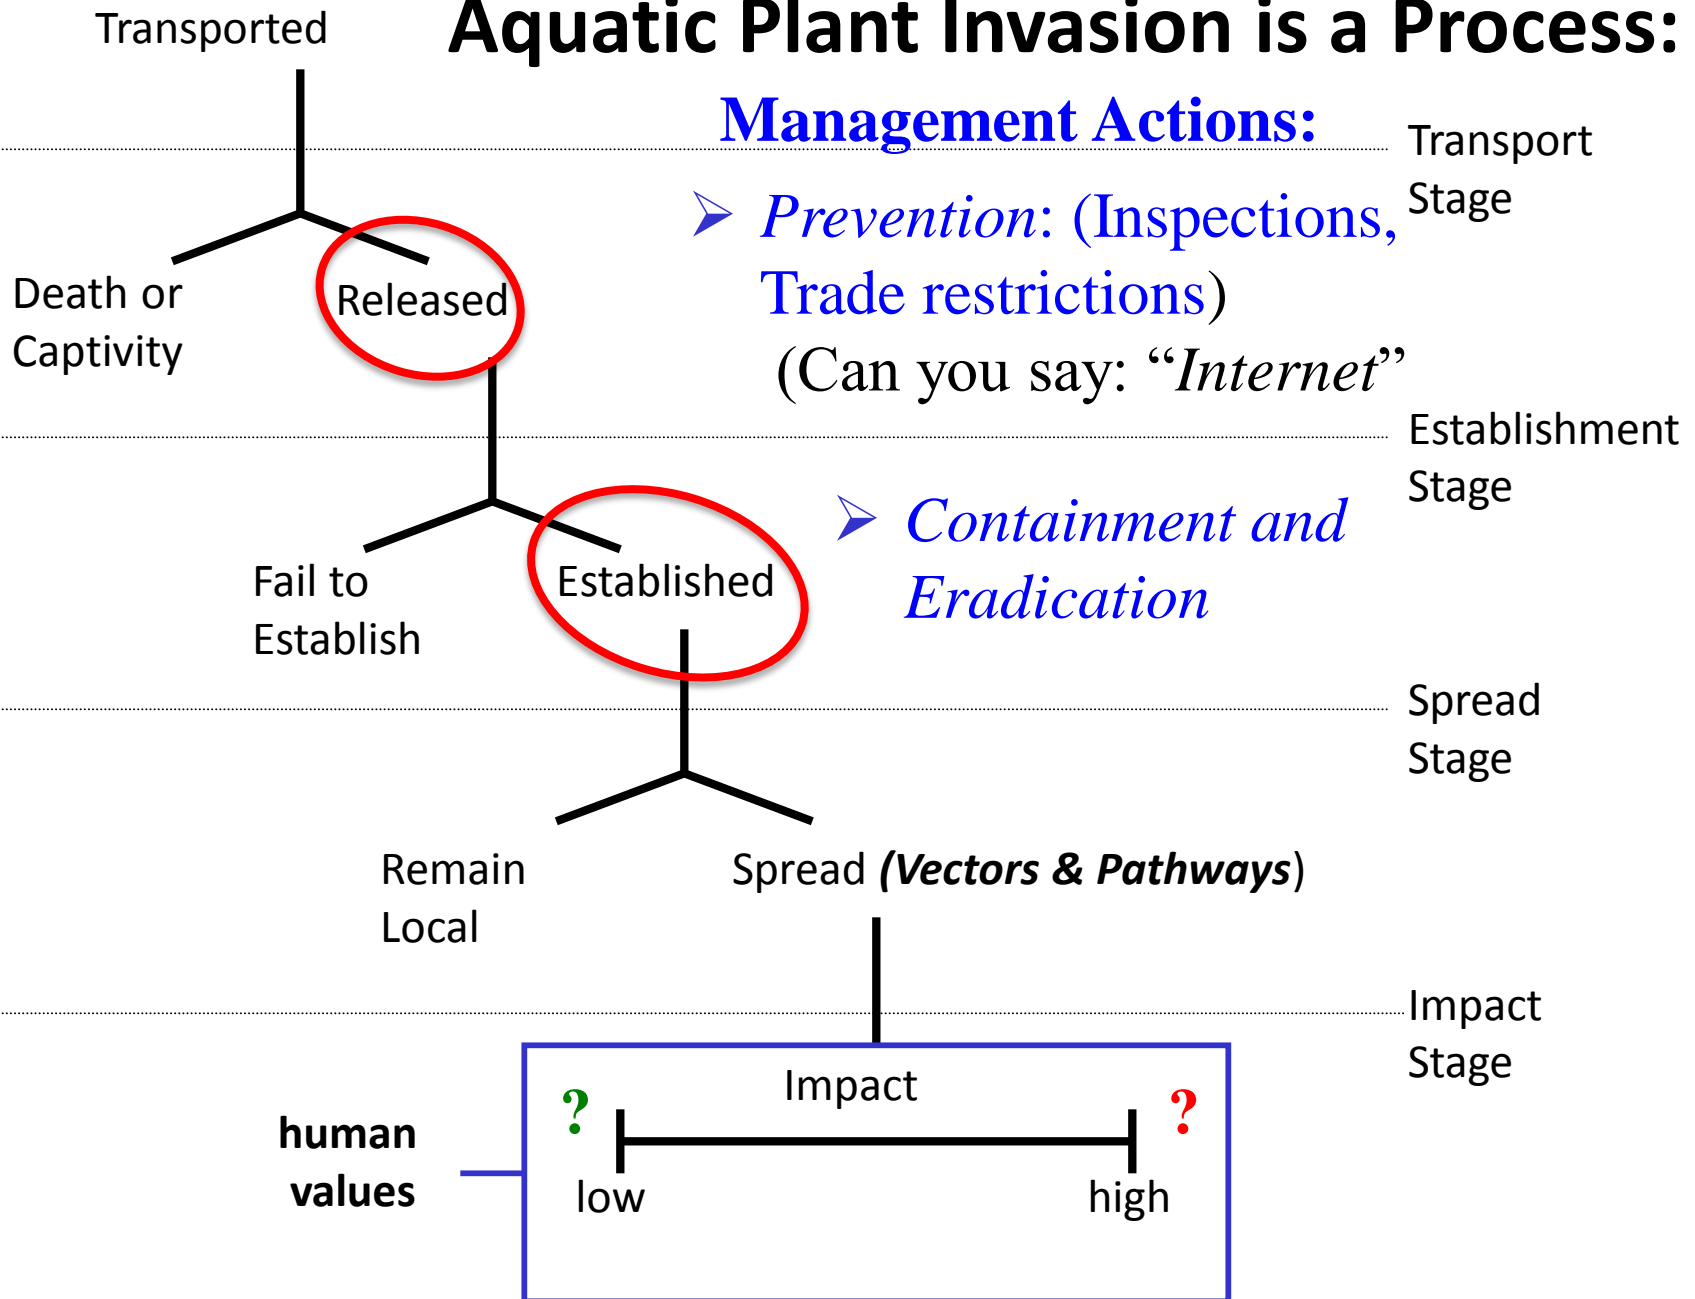 Aquatic Plant Invasion is a Process:
Transported
Management Actions:
Transport
Stage
➢ Prevention: (Inspections,
Trade restrictions)
(Can you say: “Internet”
Death or
Captivity
Released
Establishment
Stage
➢ Containment and
Eradication
Fail to
Establish
Established
Spread
Stage
Remain
Local
Spread (Vectors & Pathways)
Impact
Stage
human
values
Impact
? ?
low high